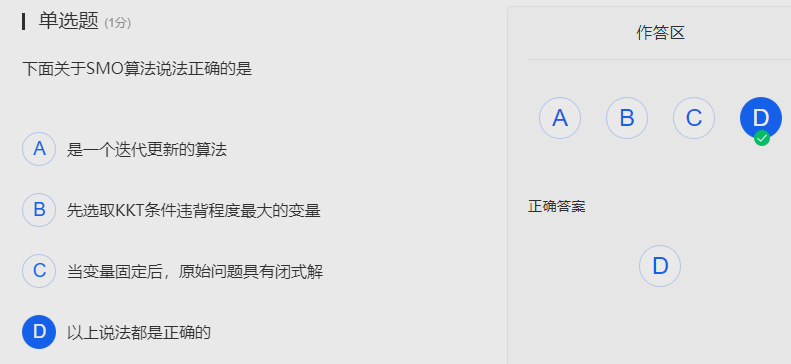 单选题 (1分)
下面关于SMO算法说法正确的是
A 是一个迭代更新的算法
B 先选取KKT条件违背程度最大的变量
C 当变量固定后，原始问题具有闭式解
D 以上说法都是正确的
作答区
A B C D
正确答案
D